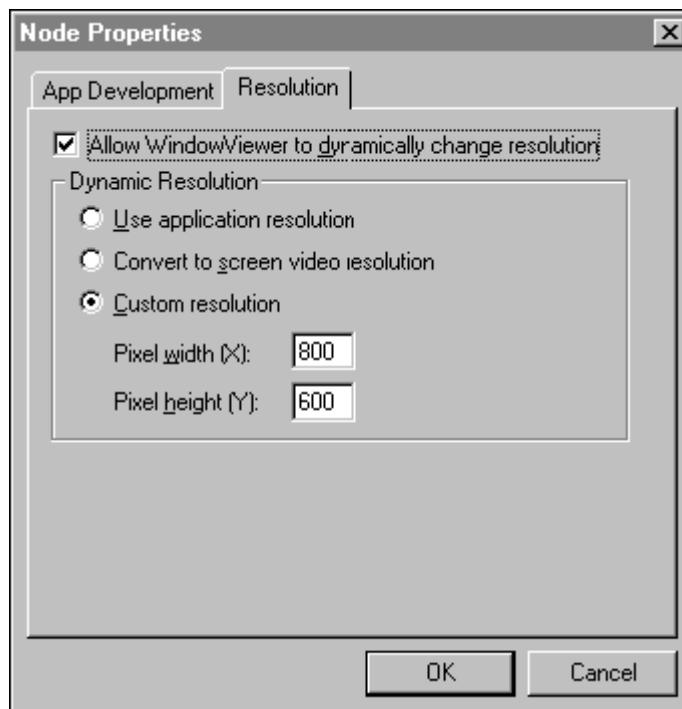 Node Properties
App Development
Resolution
Allow WindowViewer to dynamically change resolution
Dynamic Resolution
Use application resolution
Convert to screen video resolution
Custom resolution
Pixel width (X): 800
Pixel height (Y): 600
OK
Cancel